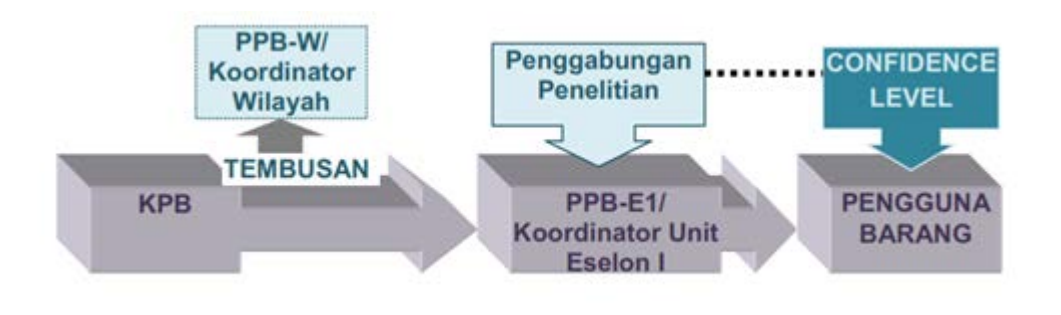 PPB-W/
Koordinator
Wilayah
TEMBUSAN
KPB
Penggabungan
Penelitian
PPB-E1/
Koordinator Unit
Eselon I
CONFIDENCE
LEVEL
PENGGUNA
BARANG